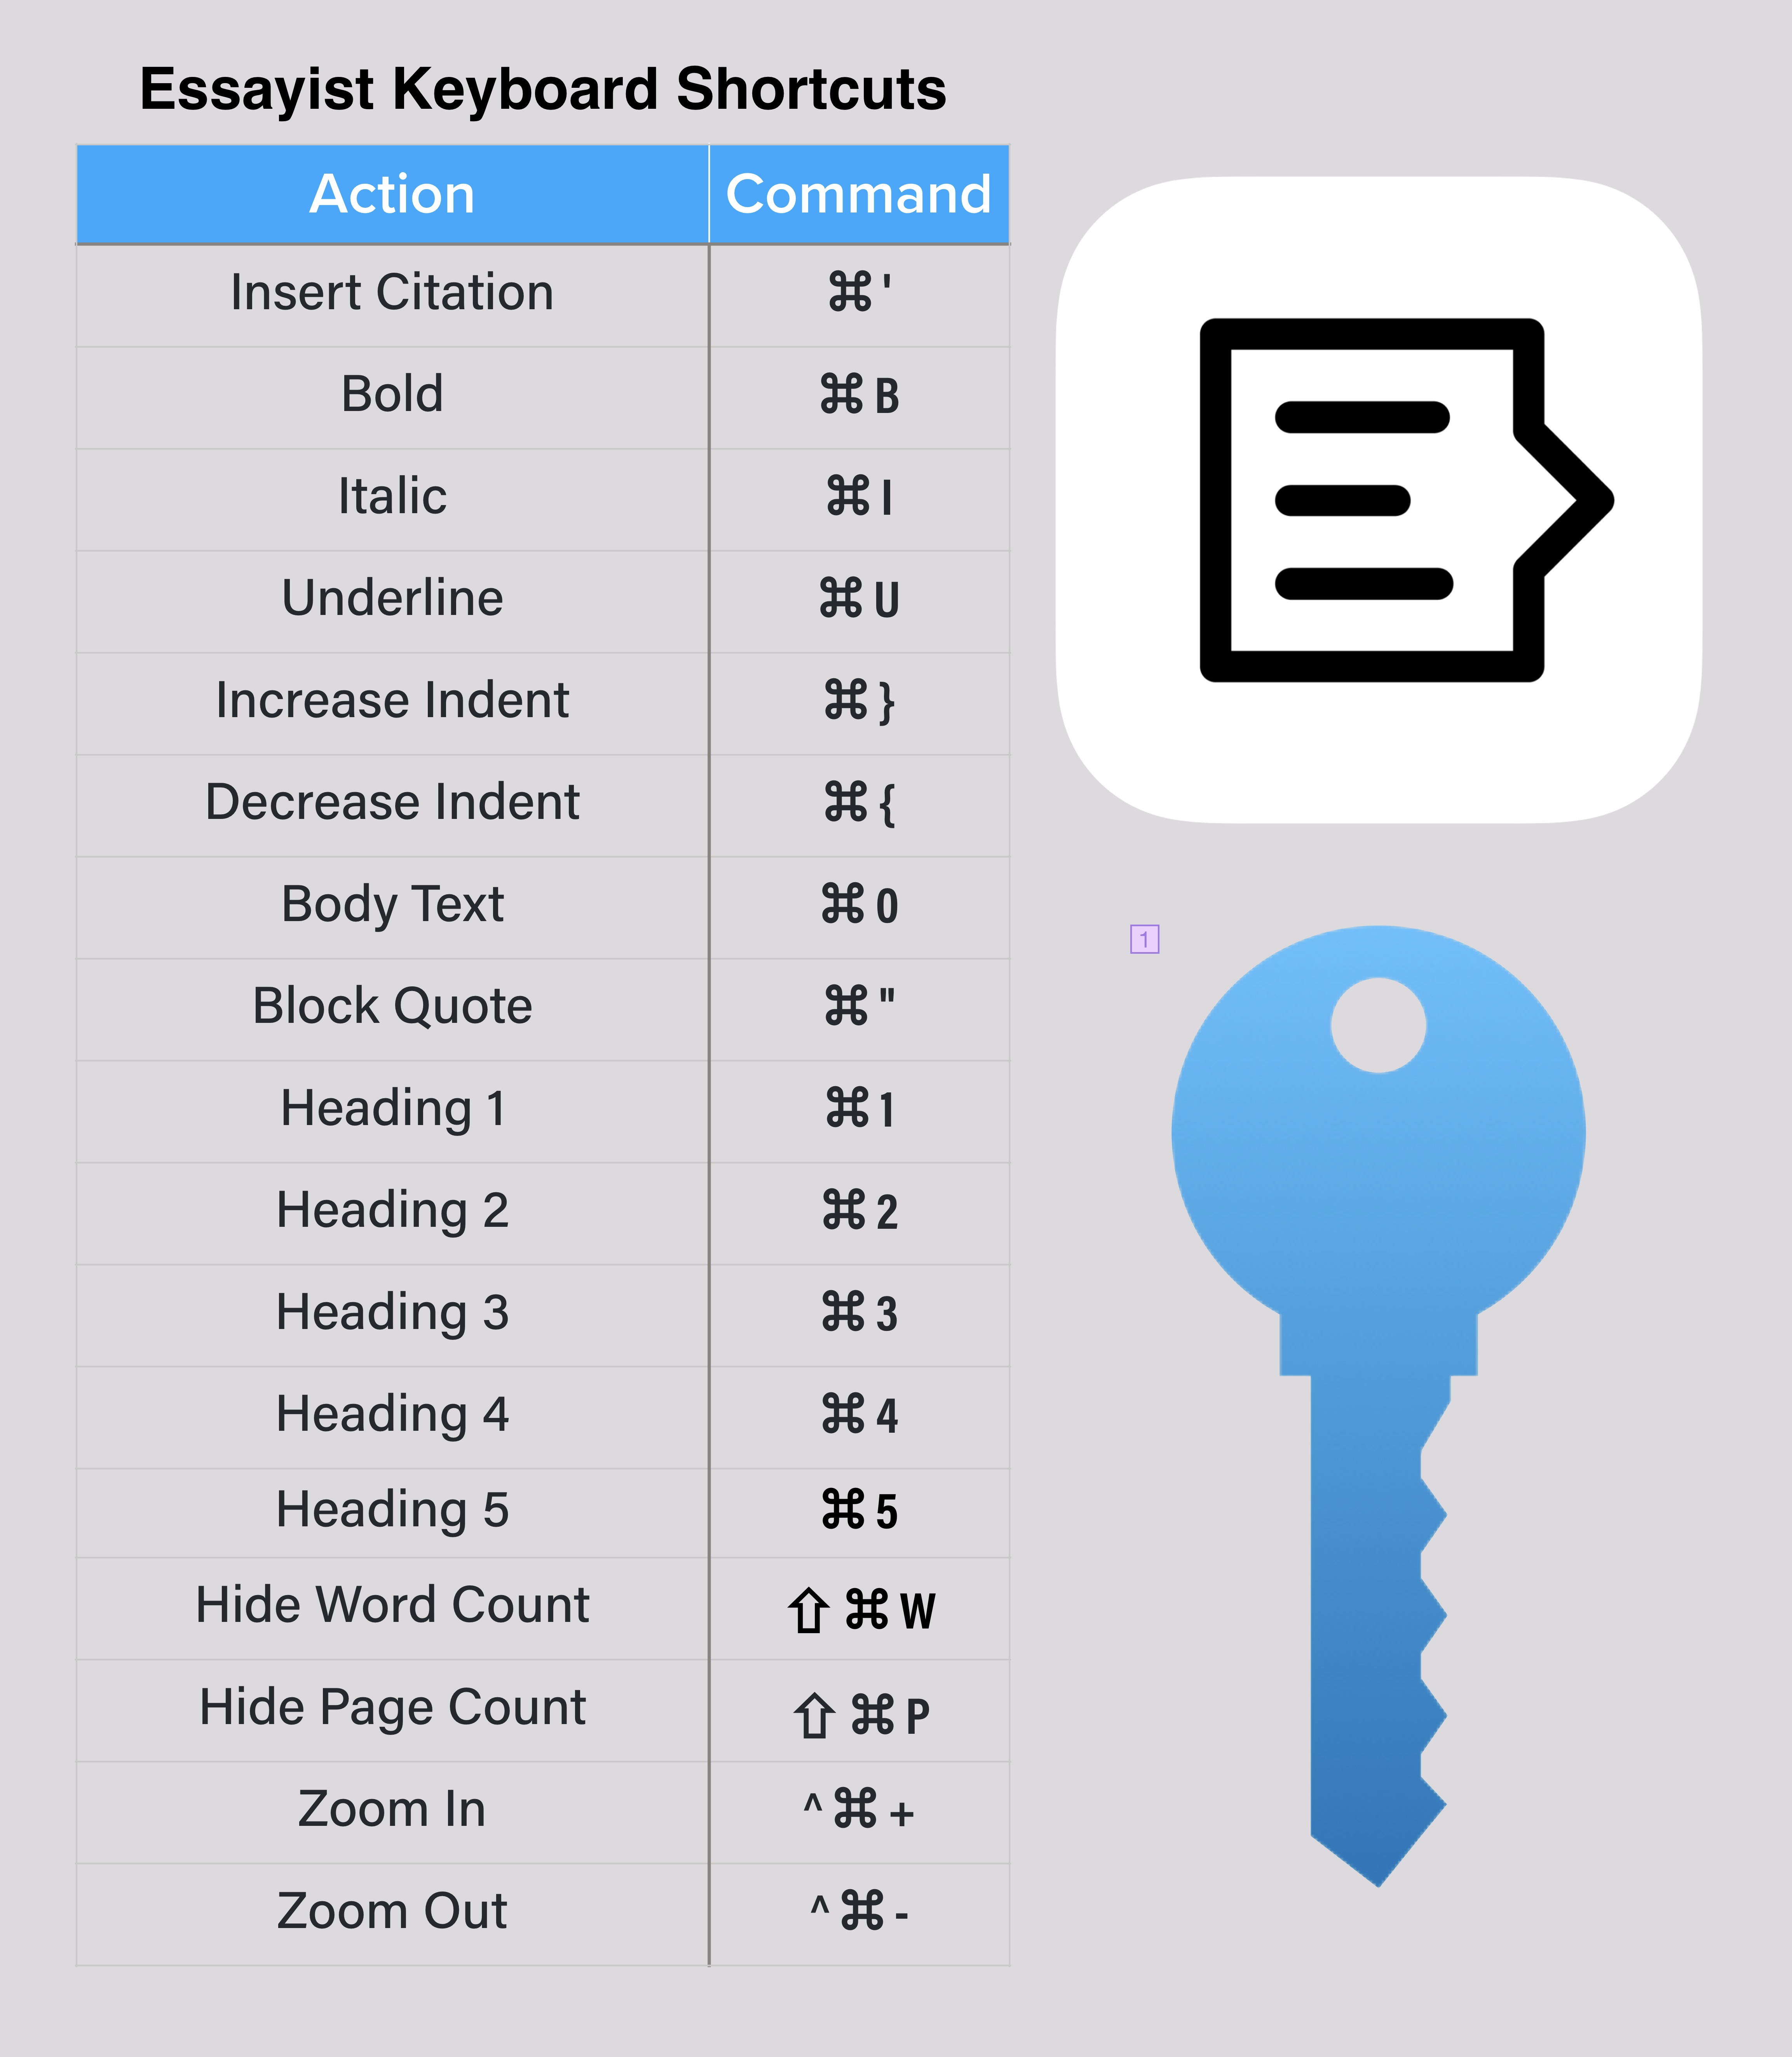 Essayist Keyboard Shortcuts
Action Command
Insert Citation ⌘'
Bold ⌘B
Italic ⌘I
Underline ⌘U
Increase Indent ⌘}
Decrease Indent ⌘{
Body Text ⌘0
Block Quote ⌘"
Heading 1 ⌘1
Heading 2 ⌘2
Heading 3 ⌘3
Heading 4 ⌘4
Heading 5 ⌘5
Hide Word Count ⇧⌘W
Hide Page Count ⇧⌘P
Zoom In ^⌘+
Zoom Out ^⌘-
1